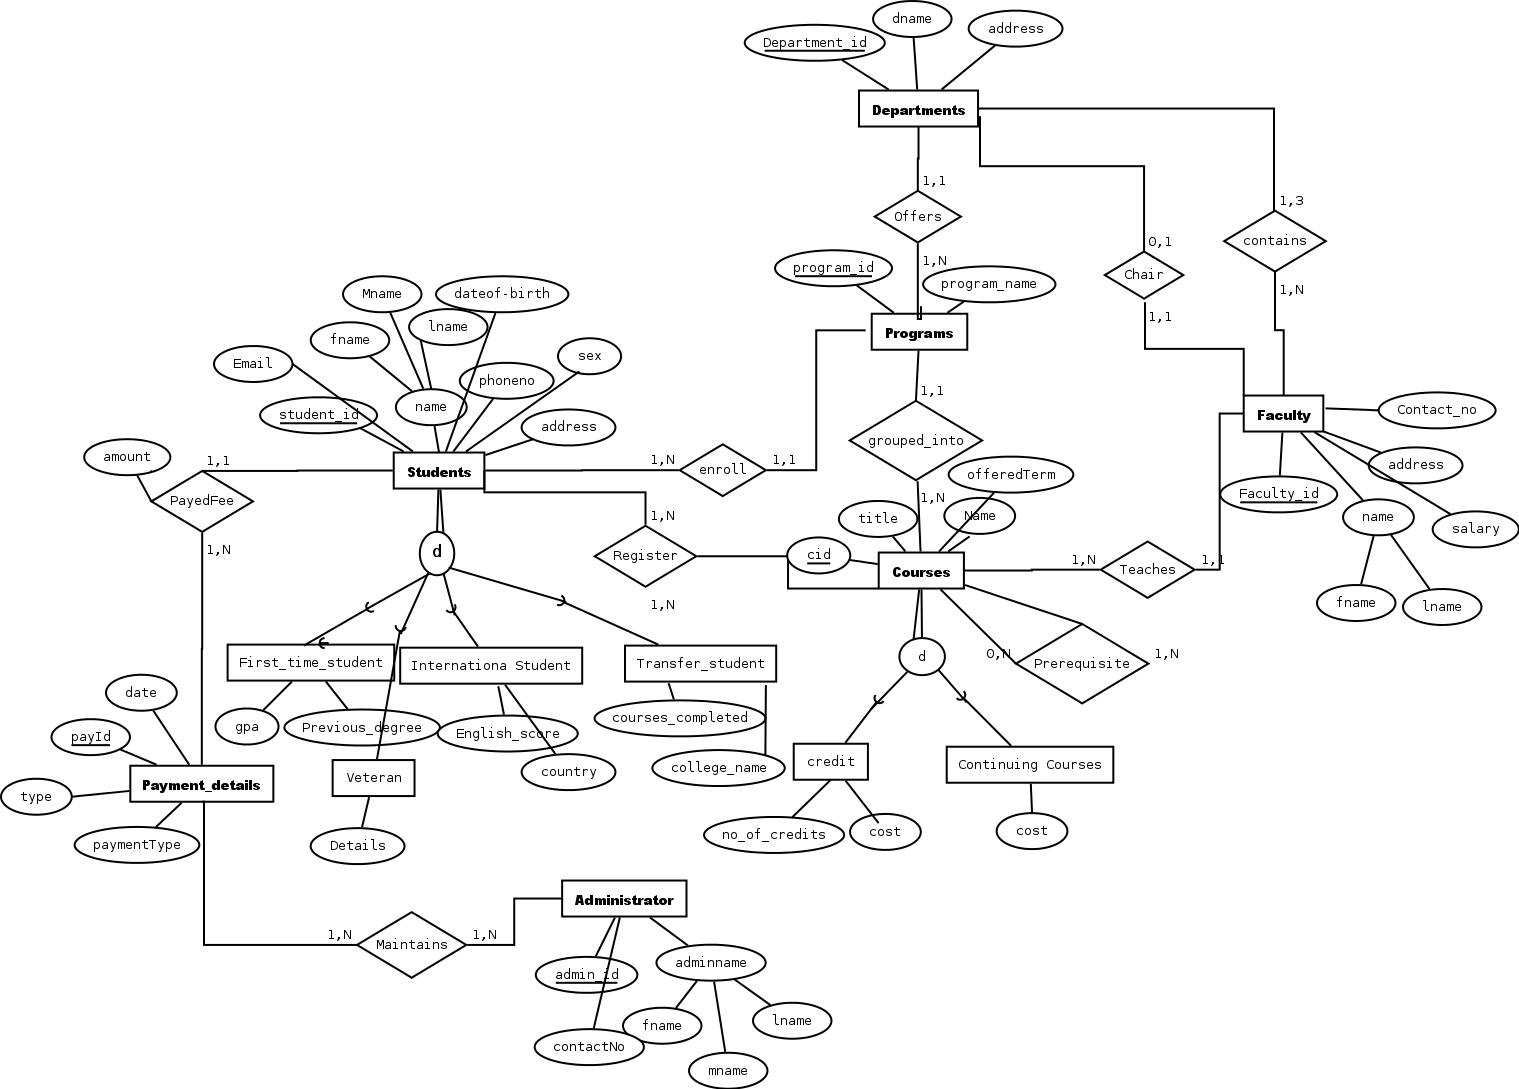 dname
Department_id
address
Departments
1,1
Offers
1,N
1,3
contains
1,N
0,1
Chair
1,1
program_id
program_name
Programs
Mname
dateof-birth
fname
lname
Email
phoneno
sex
student_id
name
address
Students
amount
1,1
PayedFee
1,N
1,N
enroll
1,1
1,1
grouped_into
1,N
offeredTerm
title
Name
cid
Courses
1,N
Register
1,N
1,N
Teaches
1,1
Faculty
Contact_no
address
Faculty_id
name
salary
fname
lname
d
First_time_student
Internationa Student
Transfer_student
gpa
Previous_degree
English_score
country
courses_completed
college_name
Veteran
Details
d
0,N
Prerequisite
1,N
credit
Continuing Courses
no_of_credits
cost
cost
date
payId
type
Payment_details
paymentType
1,N
Maintains
1,N
Administrator
admin_id
adminname
contactNo
fname
lname
mname